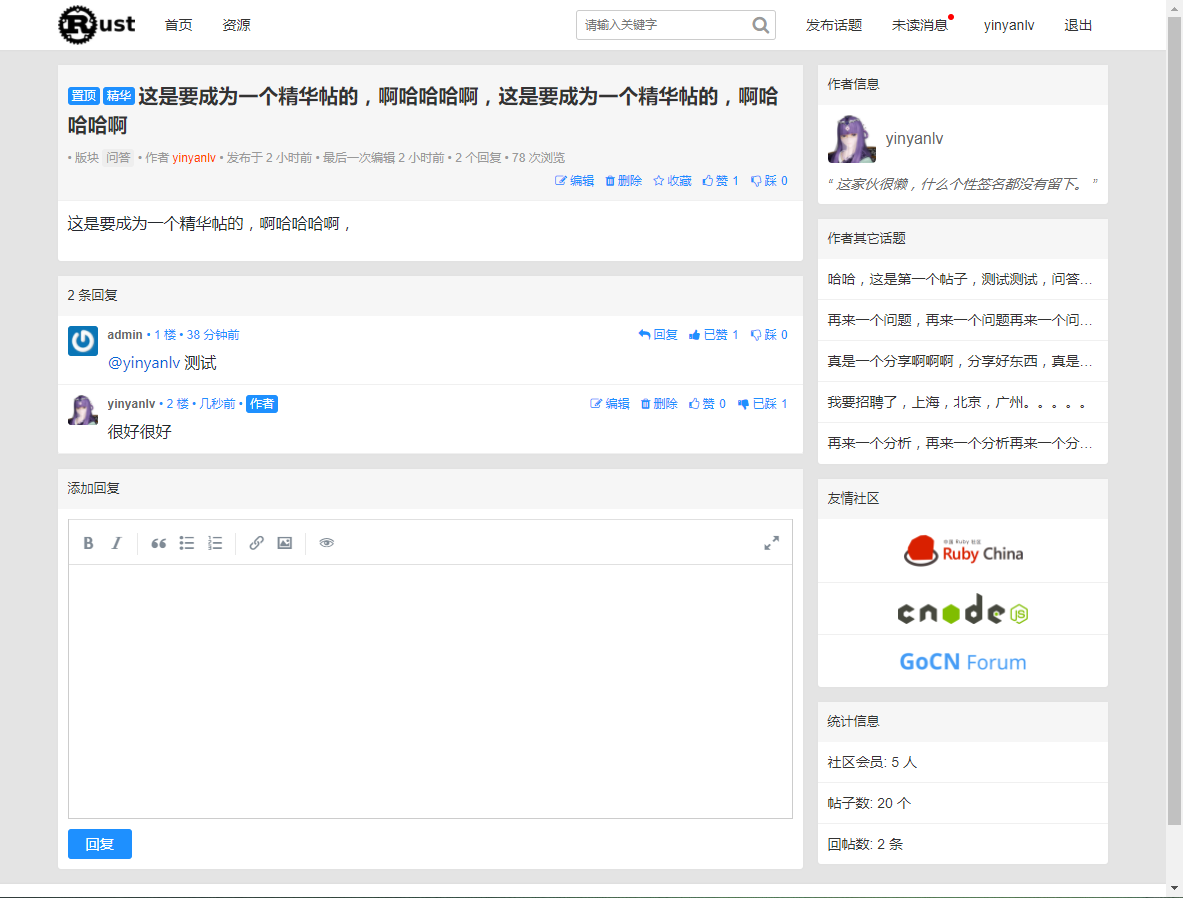 Rust 首页 资源 请输入关键字 发布话题 未读消息 yinyanlv 退出
置顶 精华 这是要成为一个精华帖的，啊哈哈哈啊，这是要成为一个精华帖的，啊哈
哈哈啊
• 版块 问答 • 作者 yinyanlv • 发布于 2 小时前 • 最后一次编辑 2 小时前 • 2 个回复 • 78 次浏览
编辑 删除 收藏 赞 1 踩 0
这是要成为一个精华帖的，啊哈哈哈啊，
2 条回复
admin • 1 楼 • 38 分钟前 回复 已赞 1 踩 0
@yinyanlv 测试
yinyanlv • 2 楼 • 几秒前 • 作者 编辑 删除 赞 0 已踩 1
很好很好
添加回复
回复
作者信息
yinyanlv
“ 这家伙很懒，什么个性签名都没有留下。 ”
作者其它话题
哈哈，这是第一个帖子，测试测试，问答...
再来一个问题，再来一个问题再来一个问...
真是一个分享啊啊啊，分享好东西，真是...
我要招聘了，上海，北京，广州。。。。。
再来一个分析，再来一个分析再来一个分...
友情社区
中国 Ruby 社区
Ruby China
cnode JS
GoCN Forum
统计信息
社区会员: 5 人
帖子数: 20 个
回帖数: 2 条